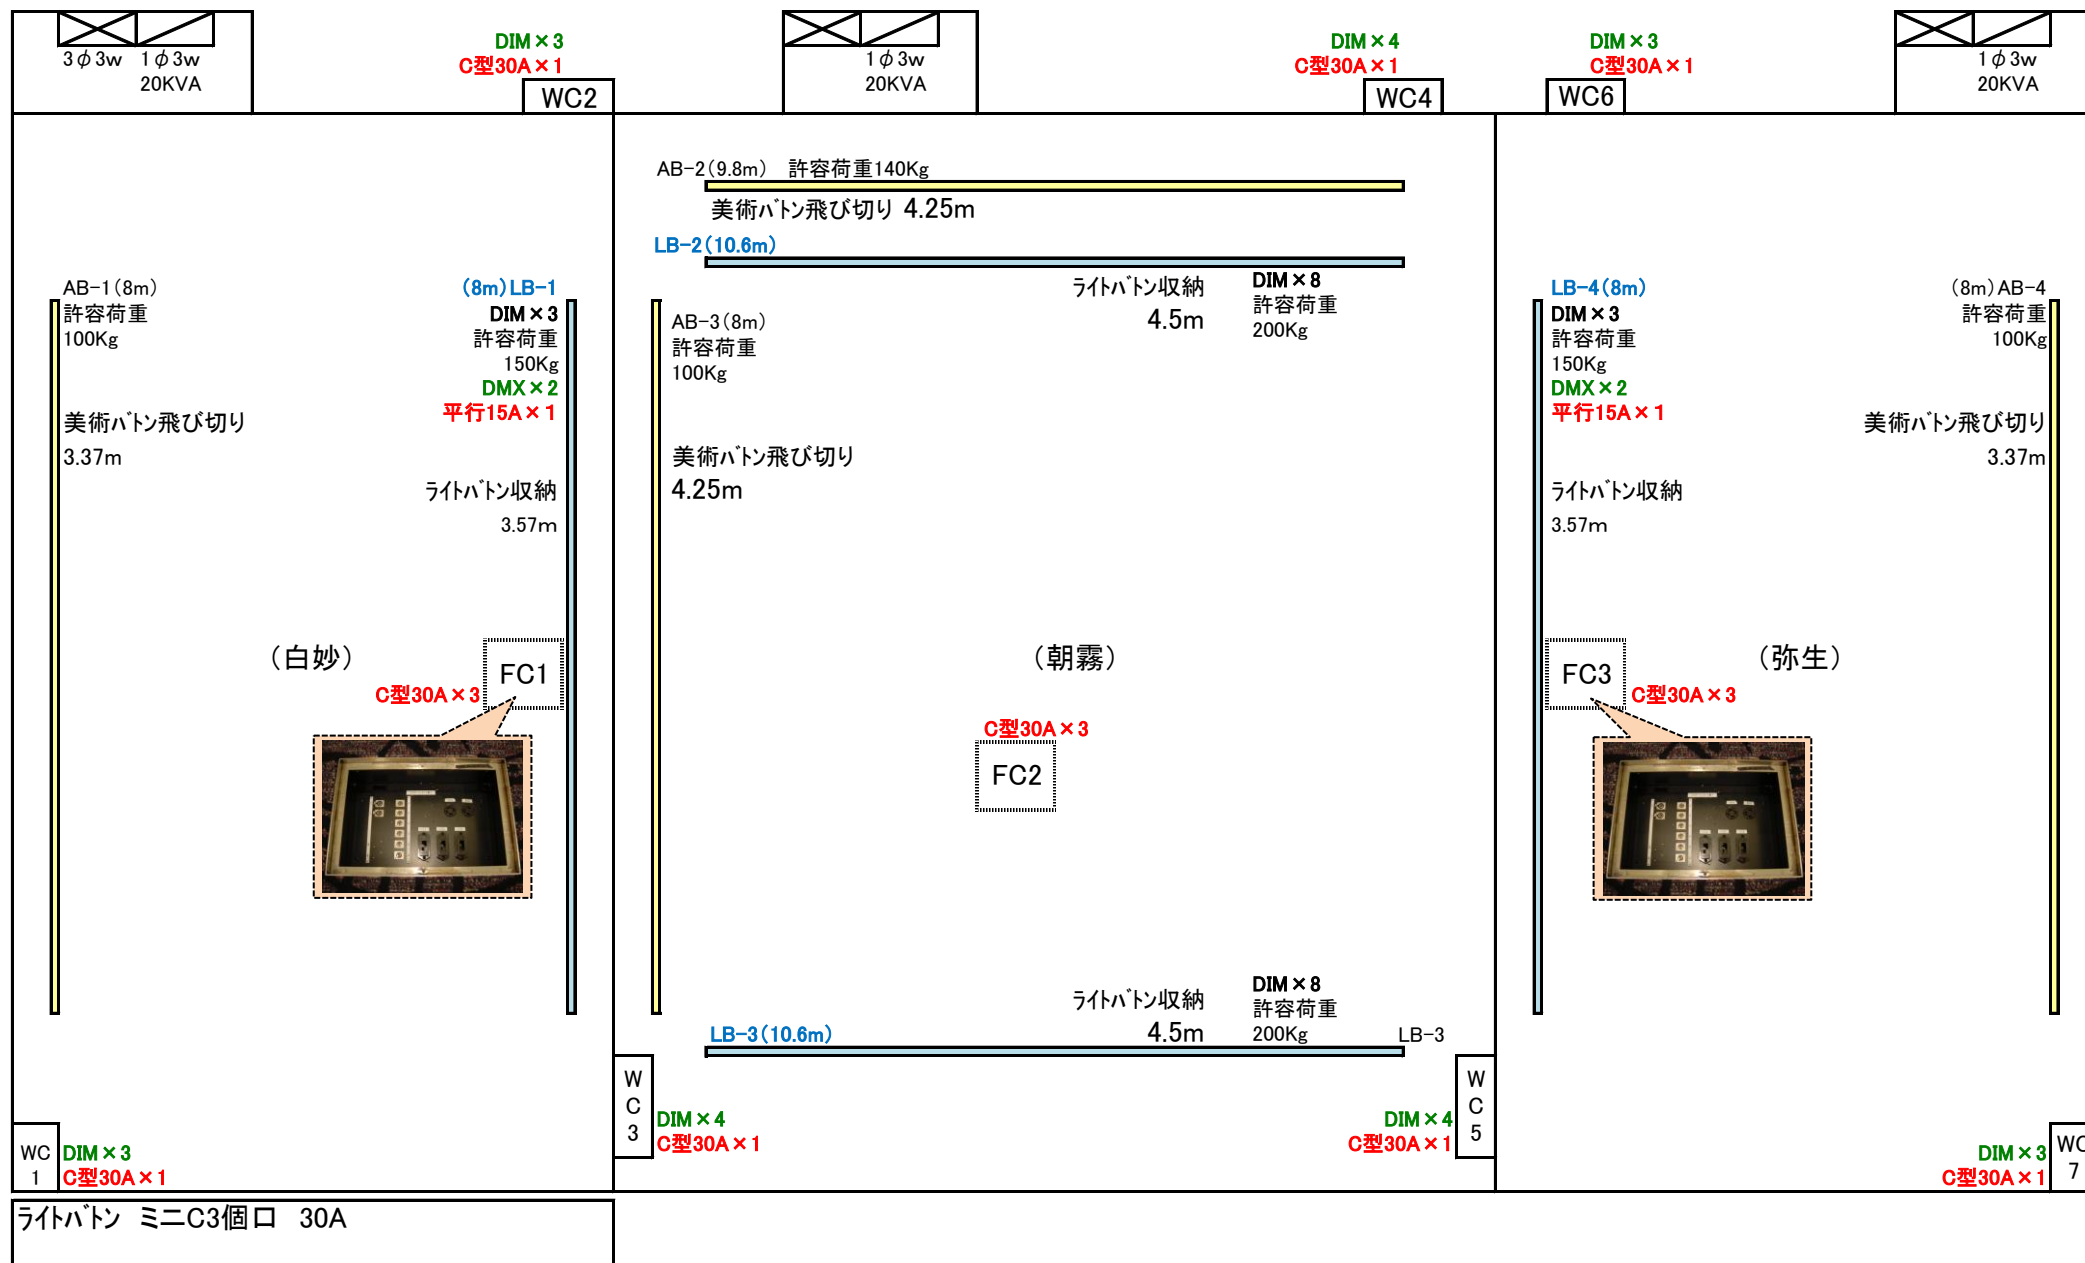 3φ3w 1φ3w
20KVA
DIM×3
C型30A×1
WC2
1φ3w
20KVA
DIM×4
C型30A×1
WC4
DIM×3
C型30A×1
WC6
1φ3w
20KVA
AB-1(8m)
許容荷重
100Kg
美術ﾊﾞﾄﾝ飛び切り
3.37m
(8m)LB-1
DIM×3
許容荷重
150Kg
DMX×2
平行15A×1
ﾗｲﾄﾊﾞﾄﾝ収納
3.57m
（白妙）
FC1
C型30A×3
WC
1
DIM×3
C型30A×1
AB-2(9.8m) 許容荷重140Kg
美術ﾊﾞﾄﾝ飛び切り 4.25m
LB-2(10.6m)
ﾗｲﾄﾊﾞﾄﾝ収納
4.5m
DIM×8
許容荷重
200Kg
AB-3(8m)
許容荷重
100Kg
美術ﾊﾞﾄﾝ飛び切り
4.25m
（朝霧）
C型30A×3
FC2
ﾗｲﾄﾊﾞﾄﾝ収納
4.5m
DIM×8
許容荷重
200Kg
LB-3(10.6m)
LB-3
W
C
3
DIM×4
C型30A×1
DIM×4
C型30A×1
W
C
5
LB-4(8m)
DIM×3
許容荷重
150Kg
DMX×2
平行15A×1
ﾗｲﾄﾊﾞﾄﾝ収納
3.57m
(8m)AB-4
許容荷重
100Kg
美術ﾊﾞﾄﾝ飛び切り
3.37m
（弥生）
FC3
C型30A×3
DIM×3
C型30A×1
WC
7
ﾗｲﾄﾊﾞﾄﾝ ミニC3個口 30A